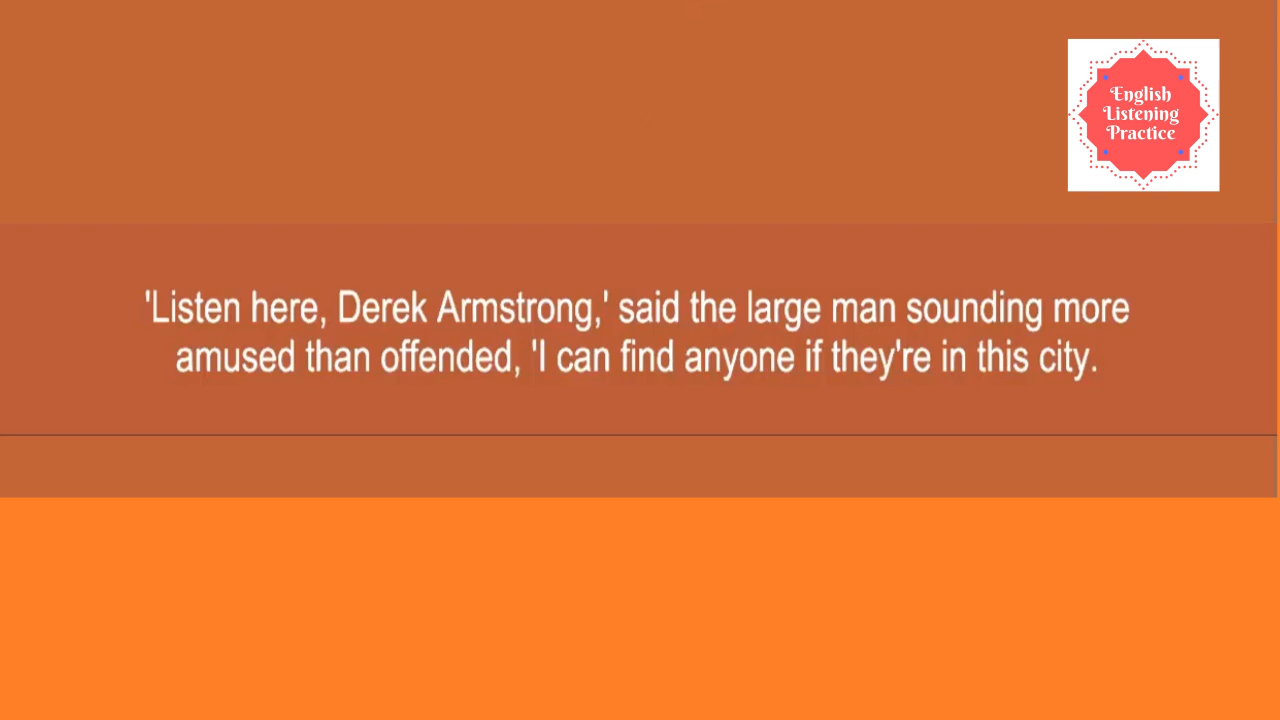 English
Listening
Practice
'Listen here, Derek Armstrong,' said the large man sounding more
amused than offended, 'I can find anyone if they're in this city.